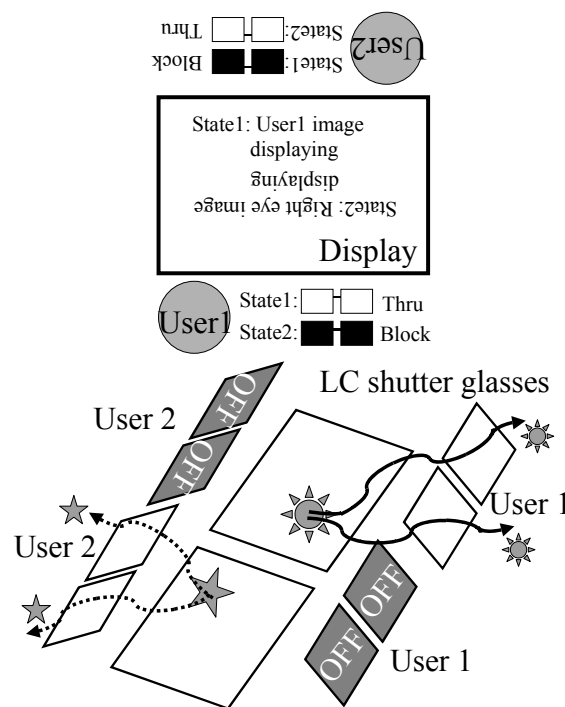 Thru State2:
Block State1:
User2
State1: User1 image
displaying
displaying
State2: Right eye image
Display
User1
State1: Thru
State2: Block
LC shutter glasses
User 2
OFF
OFF
User 1
User 2
OFF
OFF
User 1